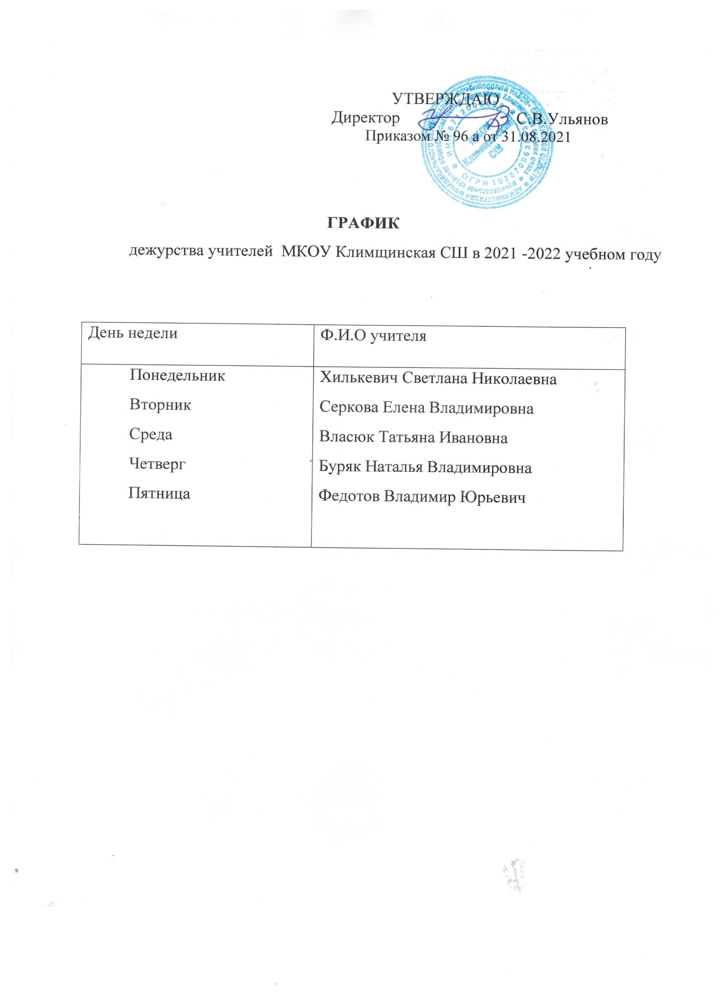 УТВЕРЖДАЮ
Директор С.В.Ульянов
Приказом № 96 а от 31.08.2021
ГРАФИК
дежурства учителей МКОУ Климщинская СШ в 2021 -2022 учебном году
День недели Ф.И.О учителя
Понедельник Хилькевич Светлана Николаевна
Вторник Серкова Елена Владимировна
Среда Власюк Татьяна Ивановна
Четверг Буряк Наталья Владимировна
Пятница Федотов Владимир Юрьевич